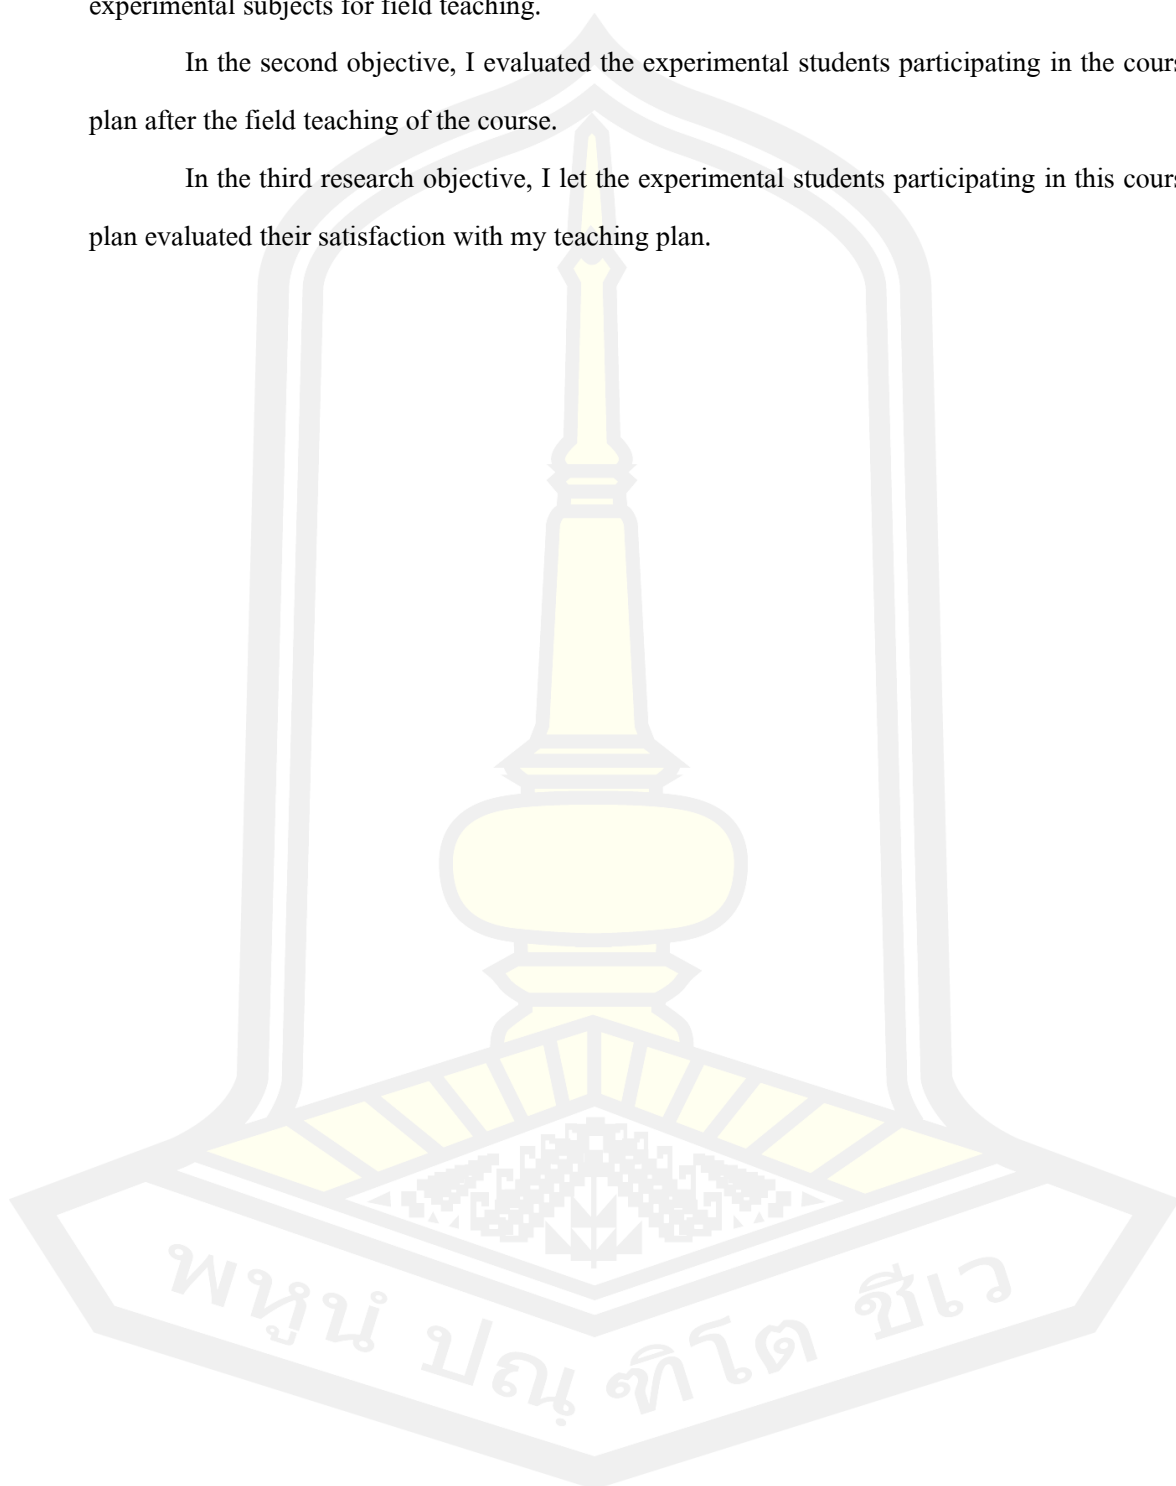 experimental subjects for field teaching.
In the second objective, I evaluated the experimental students participating in the cours
plan after the field teaching of the course.
In the third research objective, I let the experimental students participating in this cours
plan evaluated their satisfaction with my teaching plan.
พหูนํ ปณฺฑิโต ชีเว